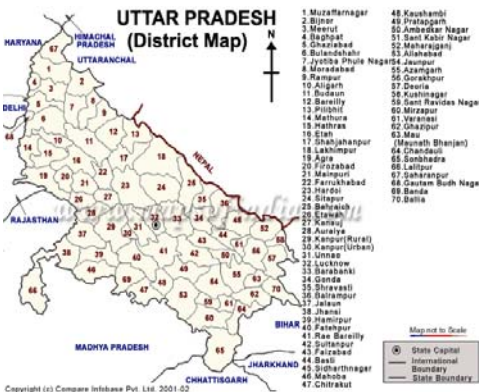 UTTAR PRADESH
(District Map)
N
HARYANA
HIMACHAL
PRADESH
UTTARANCHAL
DELHI
NEPAL
RAJASTHAN
BIHAR
MADHYA PRADESH
JHARKHAND
CHHATTISGARH
1.Muzaffarnagar
2.Bijnor
3.Meerut
4.Baghpat
5.Ghaziabad
6.Bulandshahr
7.Jyotiba Phule Nagar
8.Moradabad
9.Rampur
10.Aligarh
11.Budaun
12.Bareilly
13.Pilibhit
14.Mathura
15.Hathras
16.Etah
17.Shahjahanpur
18.Lakhimpur
19.Agra
20.Firozabad
21.Mainpuri
22.Farrukhabad
23.Hardoi
24.Sitapur
25.Behraich
26.Etawah
27.Kanauj
28.Auraiya
29.Kanpur(Rural)
30.Kanpur(Urban)
31.Unnao
32.Lucknow
33.Barabanki
34.Gonda
35.Shravasti
36.Balrampur
37.Jalaun
38.Jhansi
39.Hamirpur
40.Fatehpur
41.Rae Bareilly
42.Sultanpur
43.Faizabad
44.Basti
45.Sidharthnagar
46.Mahoba
47.Chitrakut
48.Kaushambi
49.Pratapgarh
50.Ambedkar Nagar
51.Sant Kabir Nagar
52.Maharajganj
53.Allahabad
54.Jaunpur
55.Azamgarh
56.Gorakhpur
57.Deoria
58.Kushinagar
59.Sant Ravidas Nagar
60.Mirzapur
61.Varanasi
62.Ghazipur
63.Mau
(Maunath Bhanjan)
64.Chandauli
65.Sonbhadra
66.Lalitpur
67.Saharanpur
68.Gautam Budh Nagar
69.Banda
70.Ballia
Map not to Scale
State Capital
International
Boundary
State Boundary
Copyright (c) Compare Infobase Pvt. Ltd. 2001-02